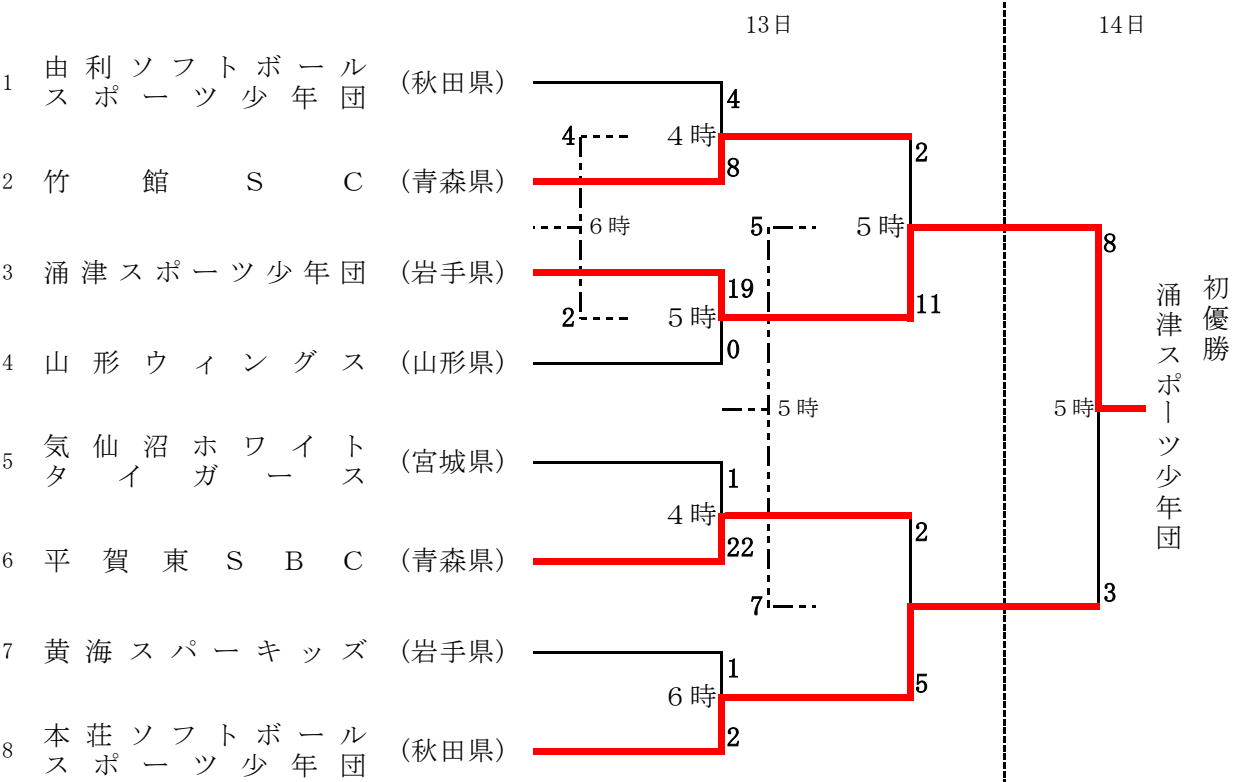 13日
14日
1 由利ソフトボール
スポーツ少年団 (秋田県)
4
4 4時
2
2 竹館SC (青森県)
8
6時
5 5時
8
3 涌津スポーツ少年団 (岩手県)
19
11
2 5時
0
4 山形ウィングス (山形県)
5時
5時
初優勝
涌津スポーツ少年団
5 気仙沼ホワイト
タイガース (宮城県)
1
4時
2
6 平賀東SBC (青森県)
22
7
3
7 黄海スパーキッズ (岩手県)
1
6時
5
8 本荘ソフトボール
スポーツ少年団 (秋田県)
2